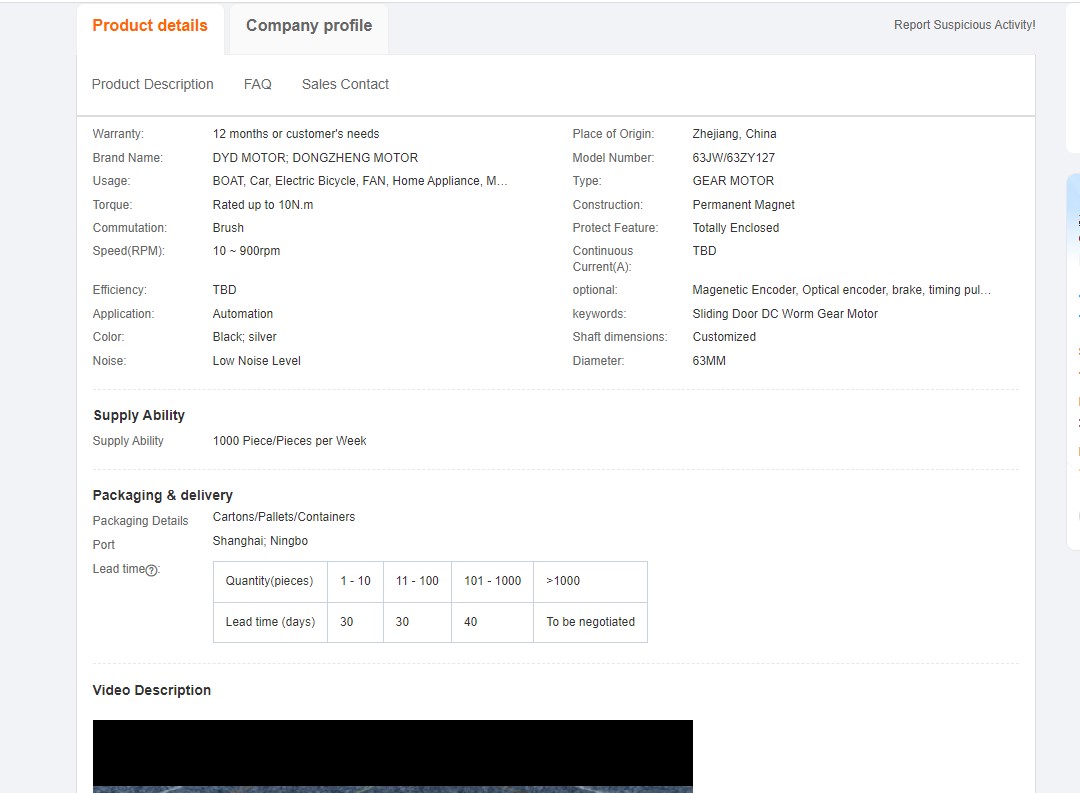 Product details
Company profile
Report Suspicious Activity!
Product Description
FAQ
Sales Contact
Warranty: 12 months or customer's needs Place of Origin: Zhejiang, China
Brand Name: DYD MOTOR; DONGZHENG MOTOR Model Number: 63JW/63ZY127
Usage: BOAT, Car, Electric Bicycle, FAN, Home Appliance, M… Type: GEAR MOTOR
Torque: Rated up to 10N.m Construction: Permanent Magnet
Commutation: Brush Protect Feature: Totally Enclosed
Speed(RPM): 10 ~ 900rpm Continuous TBD
Current(A):
Efficiency: TBD optional: Magenetic Encoder, Optical encoder, brake, timing pul…
Application: Automation keywords: Sliding Door DC Worm Gear Motor
Color: Black; silver Shaft dimensions: Customized
Noise: Low Noise Level Diameter: 63MM
Supply Ability
Supply Ability 1000 Piece/Pieces per Week
Packaging & delivery
Packaging Details Cartons/Pallets/Containers
Port Shanghai; Ningbo
Lead time?:
Quantity(pieces) 1 - 10 11 - 100 101 - 1000 >1000
Lead time (days) 30 30 40 To be negotiated
Video Description